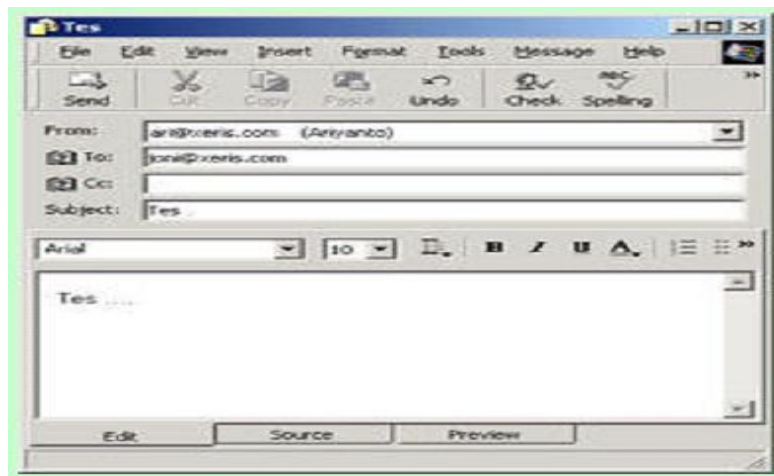 Tes
File Edit View Insert Format Tools Message Help
Send Cut Copy Paste Undo Check Spelling
From: ari@xeris.com (Ariyanto)
To: joni@xeris.com
Cc:
Subject: Tes
Arial 10 B I U A
Tes ....
Edit Source Preview